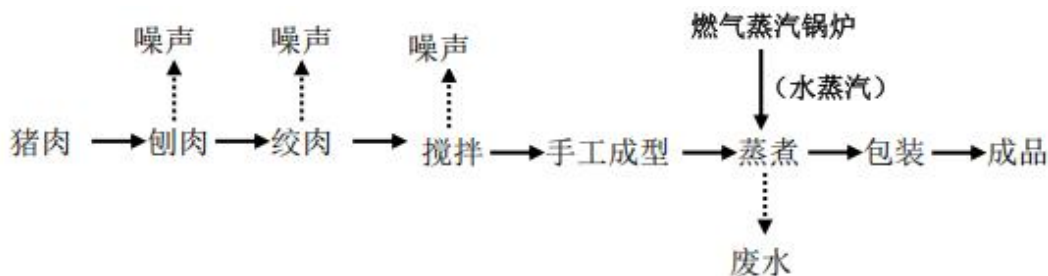 燃气蒸汽锅炉
噪声 噪声 噪声
（水蒸汽）
猪肉 刨肉 绞肉 搅拌 手工成型 蒸煮 包装 成品
废水